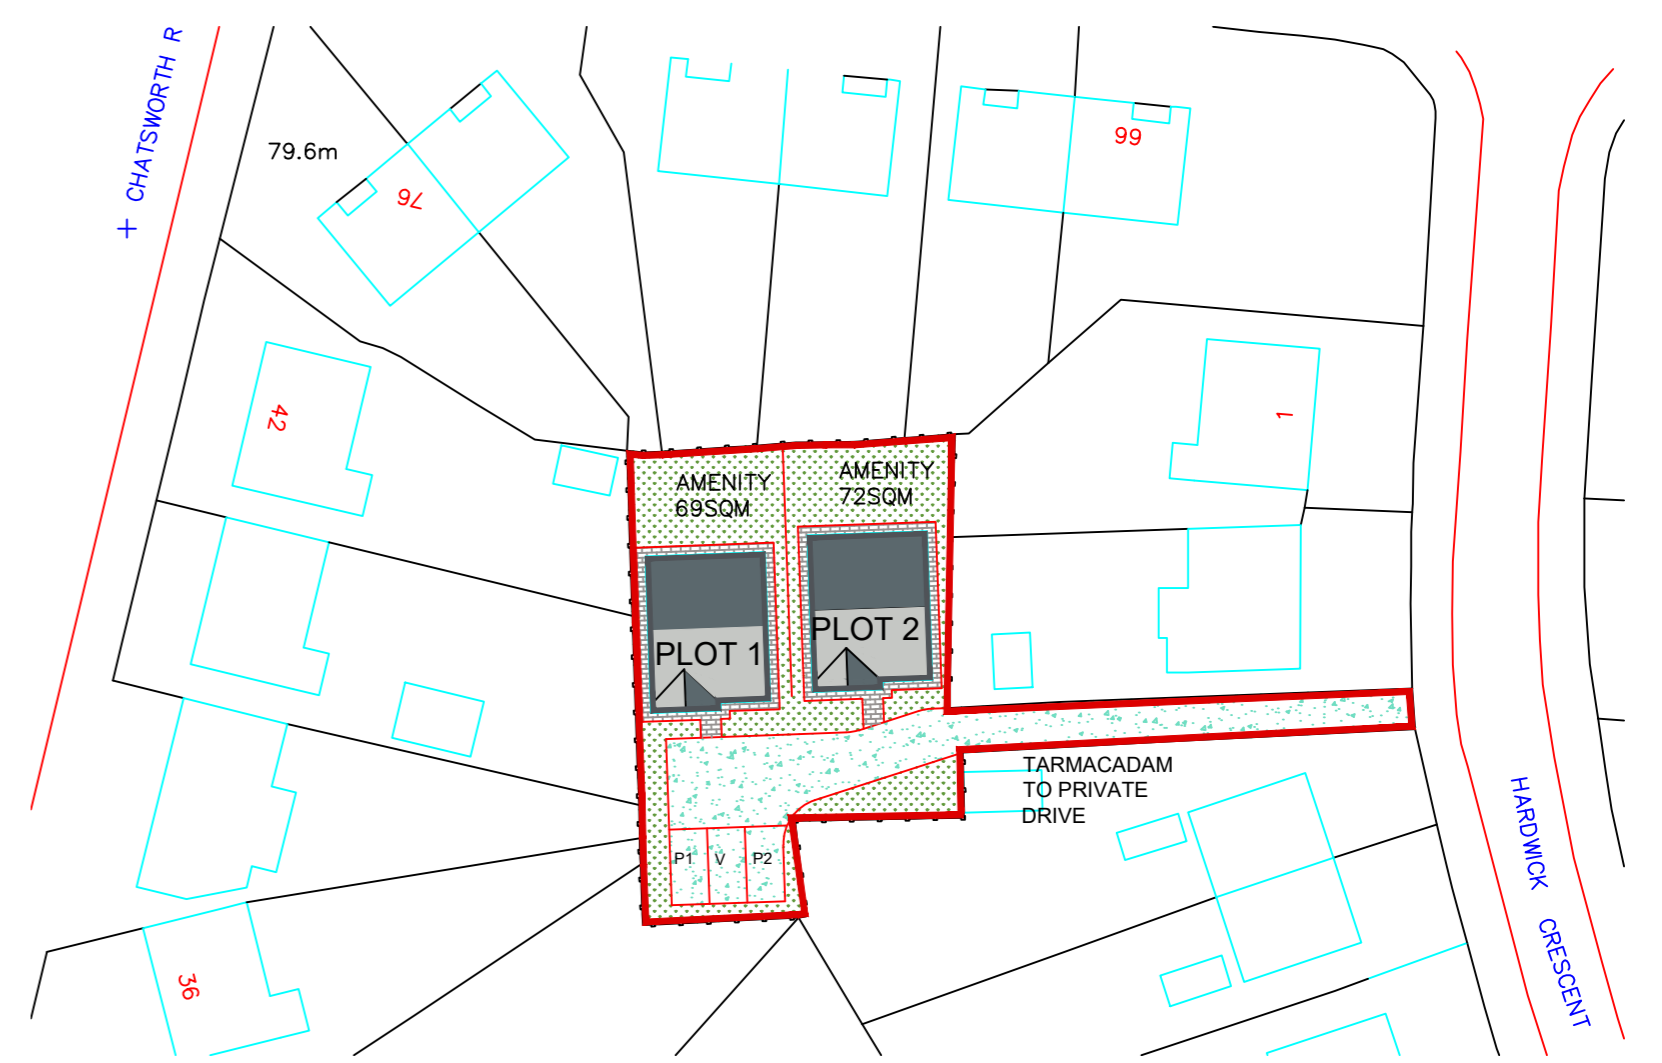 + CHATSWORTH R
79.6m
76
66
42
1
AMENITY
69SQM
AMENITY
72SQM
PLOT 1
PLOT 2
TARMACADAM
TO PRIVATE
DRIVE
P1
V
P2
36
HARDWICK CRESCENT